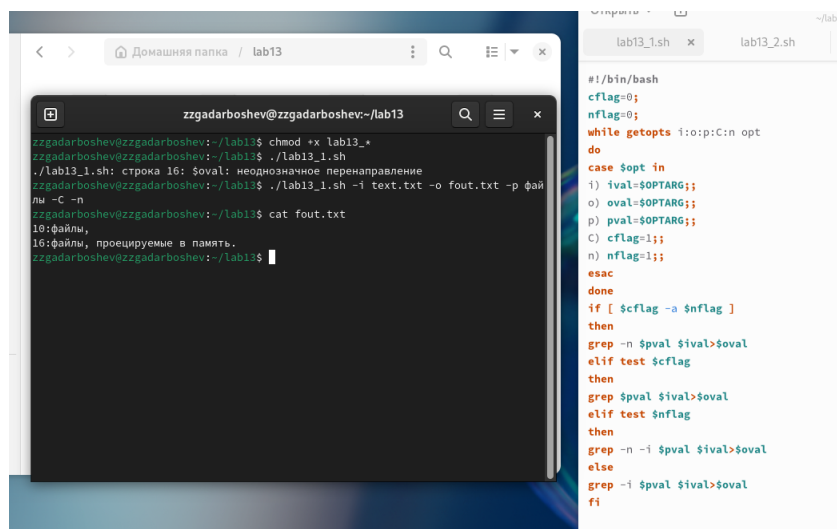 Домашняя папка / lab13
zzgadarboshev@zzgadarboshev:~/lab13
zzgadarboshev@zzgadarboshev:~/lab13$ chmod +x lab13_*
zzgadarboshev@zzgadarboshev:~/lab13$ ./lab13_1.sh
./lab13_1.sh: строка 16: $oval: неоднозначное перенаправление
zzgadarboshev@zzgadarboshev:~/lab13$ ./lab13_1.sh -i text.txt -o fout.txt -p фай
лы -C -n
zzgadarboshev@zzgadarboshev:~/lab13$ cat fout.txt
10:файлы,
16:файлы, проецируемые в память.
zzgadarboshev@zzgadarboshev:~/lab13$
Открыть
~/lab
lab13_1.sh × lab13_2.sh
#!/bin/bash
cflag=0;
nflag=0;
while getopts i:o:p:C:n opt
do
case $opt in
i) ival=$OPTARG;;
o) oval=$OPTARG;;
p) pval=$OPTARG;;
C) cflag=1;;
n) nflag=1;;
esac
done
if [ $cflag -a $nflag ]
then
grep -n $pval $ival>$oval
elif test $cflag
then
grep $pval $ival>$oval
elif test $nflag
then
grep -n -i $pval $ival>$oval
else
grep -i $pval $ival>$oval
fi